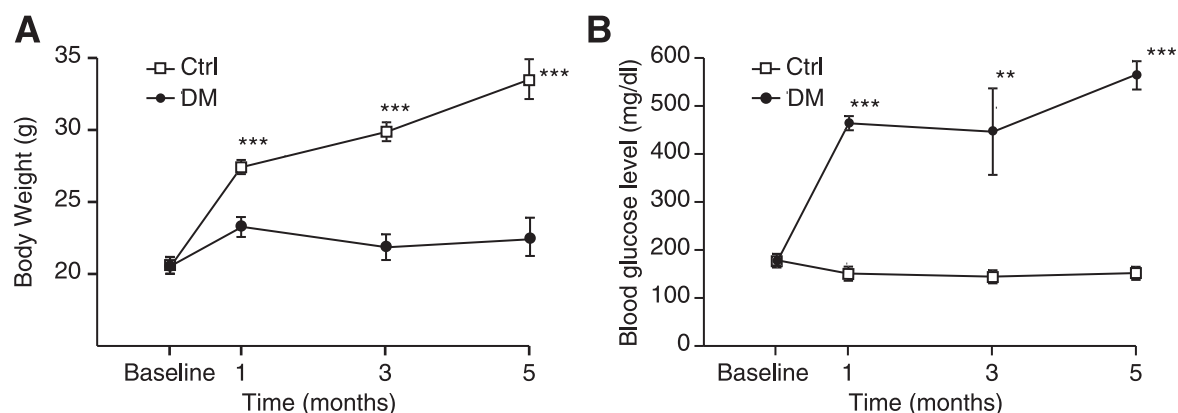 A
Ctrl
DM
Body Weight (g)
35
30
25
20
***
***
***
Baseline 1 3 5
Time (months)
B
Ctrl
DM
Blood glucose level (mg/dl)
600
500
400
300
200
100
0
***
**
***
Baseline 1 3 5
Time (months)